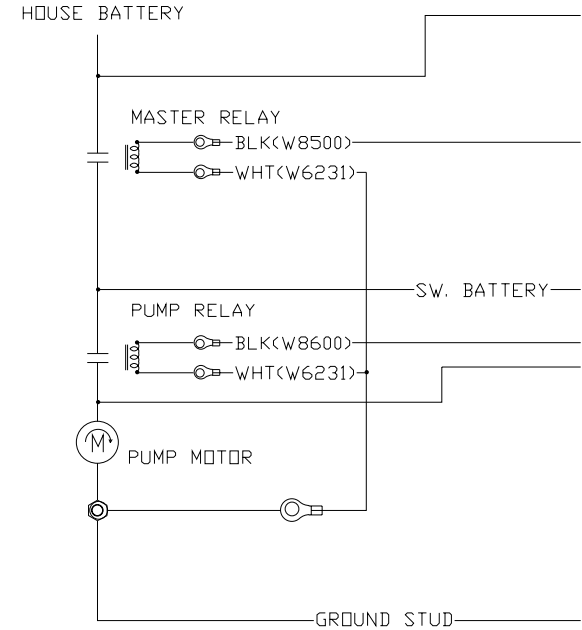 HOUSE BATTERY
MASTER RELAY
BLK(W8500)
WHT(W6231)
SW. BATTERY
PUMP RELAY
BLK(W8600)
WHT(W6231)
M
PUMP MOTOR
GROUND STUD